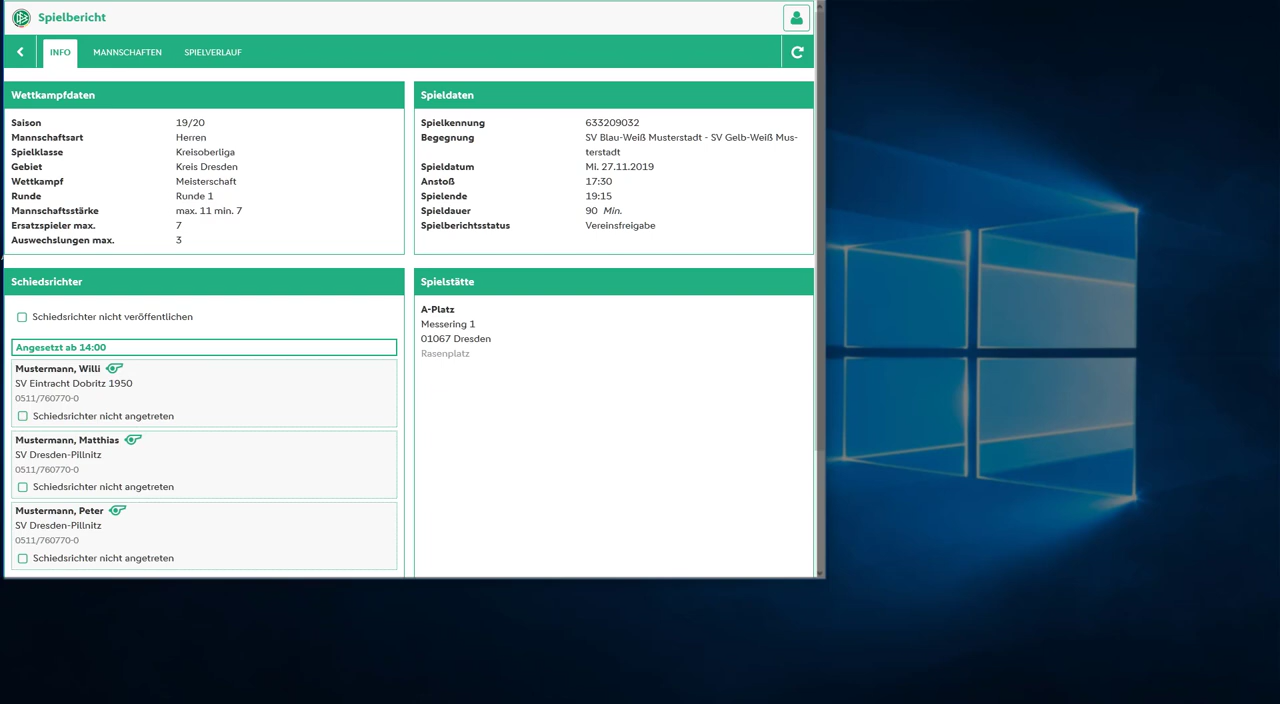 Spielbericht
INFO MANNSCHAFTEN SPIELVERLAUF
Wettkampfdaten
Saison 19/20
Mannschaftsart Herren
Spielklasse Kreisoberliga
Gebiet Kreis Dresden
Wettkampf Meisterschaft
Runde Runde 1
Mannschaftsstärke max. 11 min. 7
Ersatzspieler max. 7
Auswechslungen max. 3
Spieldaten
Spielkennung 633209032
Begegnung SV Blau-Weiß Musterstadt - SV Gelb-Weiß Mus-
terstadt
Spieldatum Mi. 27.11.2019
Anstoß 17:30
Spielende 19:15
Spieldauer 90 Min.
Spielberichtsstatus Vereinsfreigabe
Schiedsrichter
Schiedsrichter nicht veröffentlichen
Angesetzt ab 14:00
Mustermann, Willi
SV Eintracht Dobritz 1950
0511/760770-0
Schiedsrichter nicht angetreten
Mustermann, Matthias
SV Dresden-Pillnitz
0511/760770-0
Schiedsrichter nicht angetreten
Mustermann, Peter
SV Dresden-Pillnitz
0511/760770-0
Schiedsrichter nicht angetreten
Spielstätte
A-Platz
Messering 1
01067 Dresden
Rasenplatz